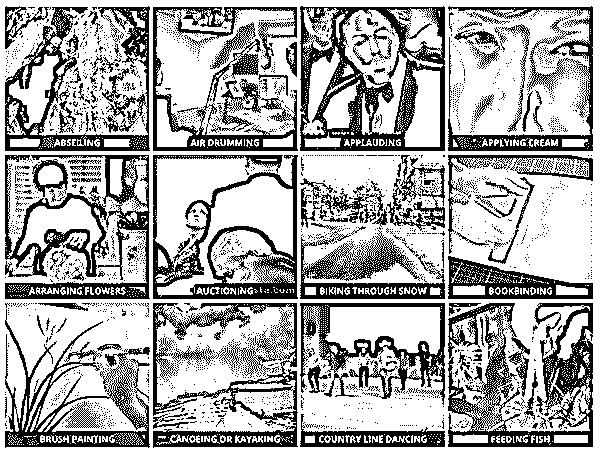 ABSEILING
AIR DRUMMING
APPLAUDING
APPLYING CREAM
ARRANGING FLOWERS
AUCTIONING
BIKING THROUGH SNOW
BOOKBINDING
BRUSH PAINTING
CANOEING OR KAYAKING
COUNTRY LINE DANCING
FEEDING FISH